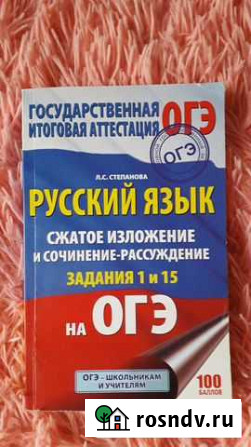 ГОСУДАРСТВЕННАЯ
ИТОГОВАЯ АТТЕСТАЦИЯ
ОГЭ
ОГЭ
Л.С. СТЕПАНОВА
РУССКИЙ ЯЗЫК
СЖАТОЕ ИЗЛОЖЕНИЕ
И СОЧИНЕНИЕ-РАССУЖДЕНИЕ
ЗАДАНИЯ 1 и 15
НА ОГЭ
ОГЭ - ШКОЛЬНИКАМ
И УЧИТЕЛЯМ
100
БАЛЛОВ
rosndv.ru